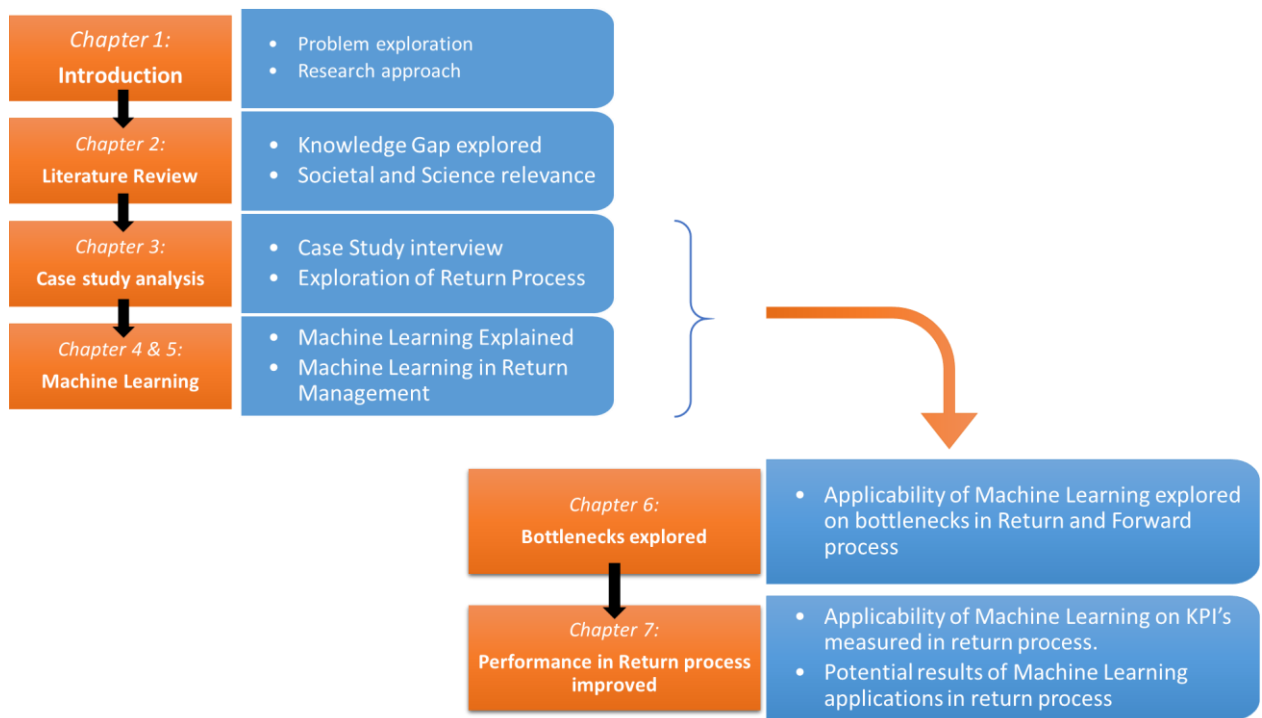 Chapter 1:
Introduction
• Problem exploration
• Research approach
Chapter 2:
Literature Review
• Knowledge Gap explored
• Societal and Science relevance
Chapter 3:
Case study analysis
• Case Study interview
• Exploration of Return Process
Chapter 4 & 5:
Machine Learning
• Machine Learning Explained
• Machine Learning in Return
Management
Chapter 6:
Bottlenecks explored
• Applicability of Machine Learning explored
on bottlenecks in Return and Forward
process
Chapter 7:
Performance in Return process
improved
• Applicability of Machine Learning on KPI's
measured in return process.
• Potential results of Machine Learning
applications in return process